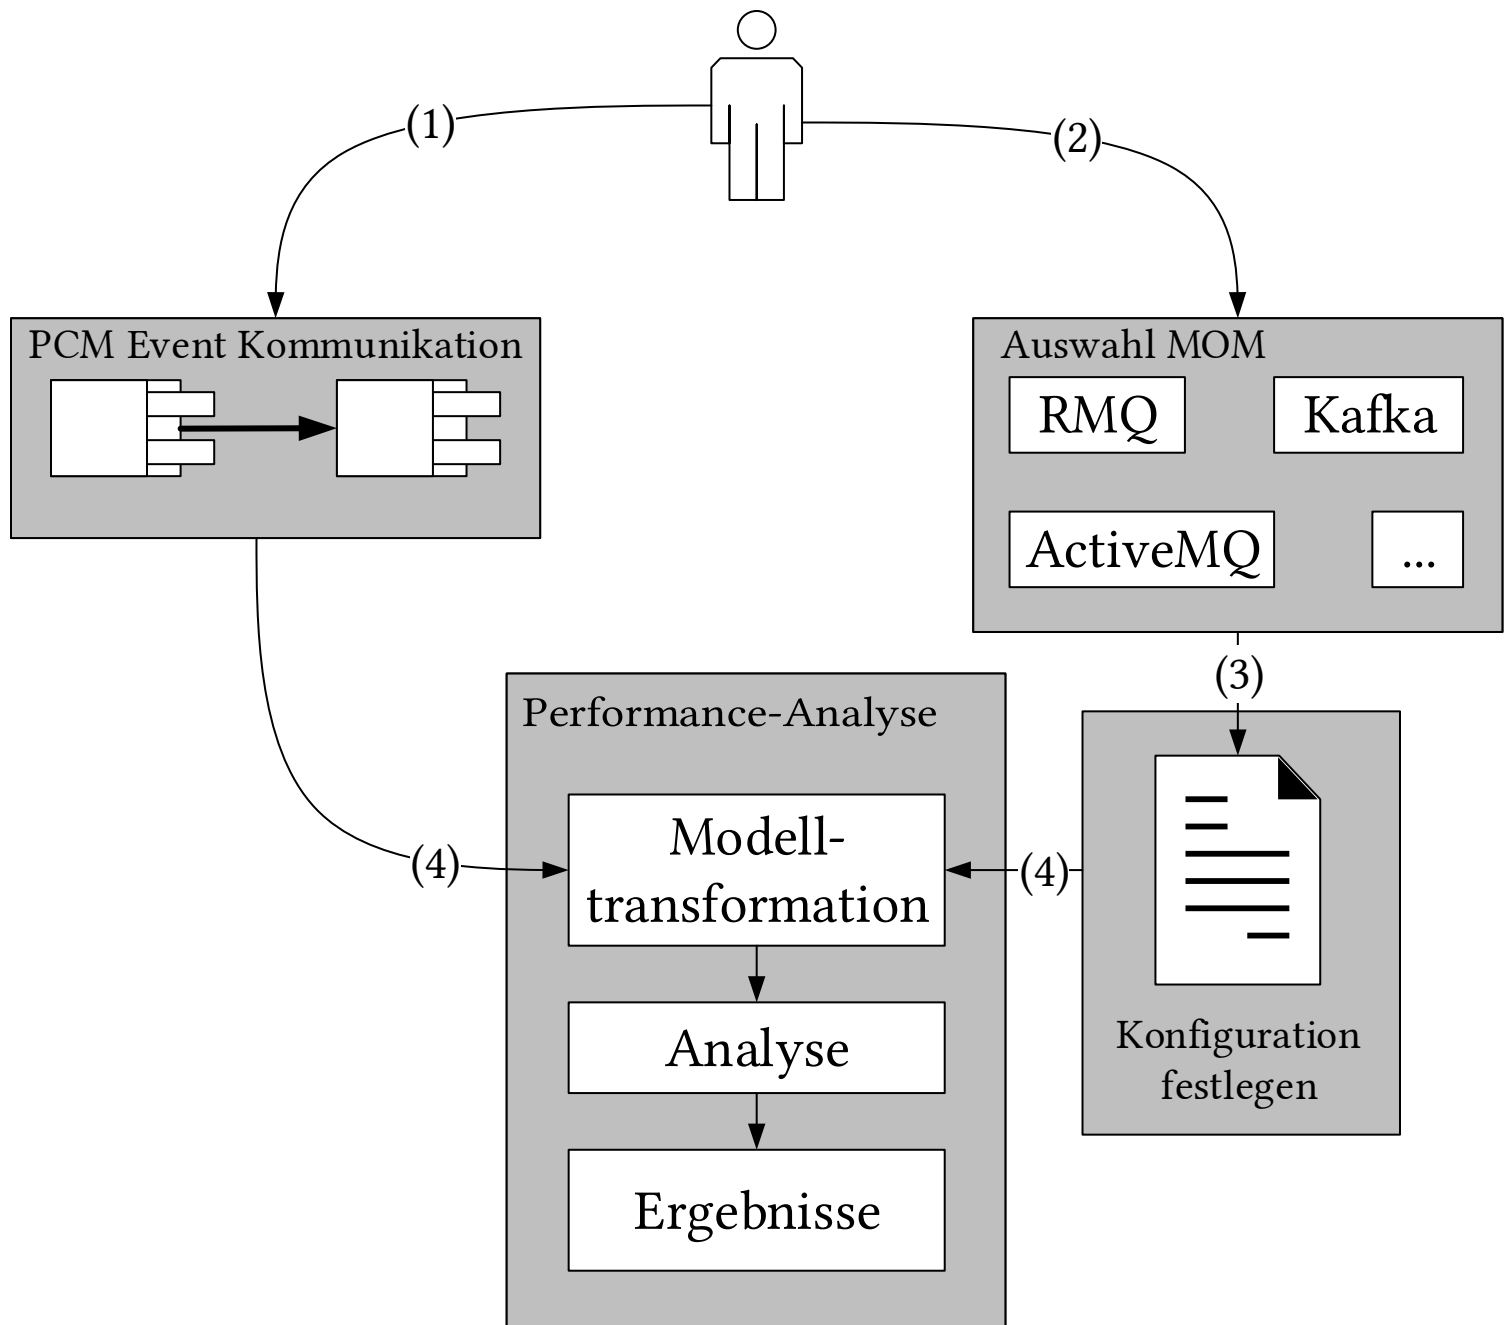 (1)
(2)
PCM Event Kommunikation
Auswahl MOM
RMQ
Kafka
ActiveMQ
...
(3)
Performance-Analyse
Modell-
transformation
(4)
(4)
Analyse
Ergebnisse
Konfiguration
festlegen